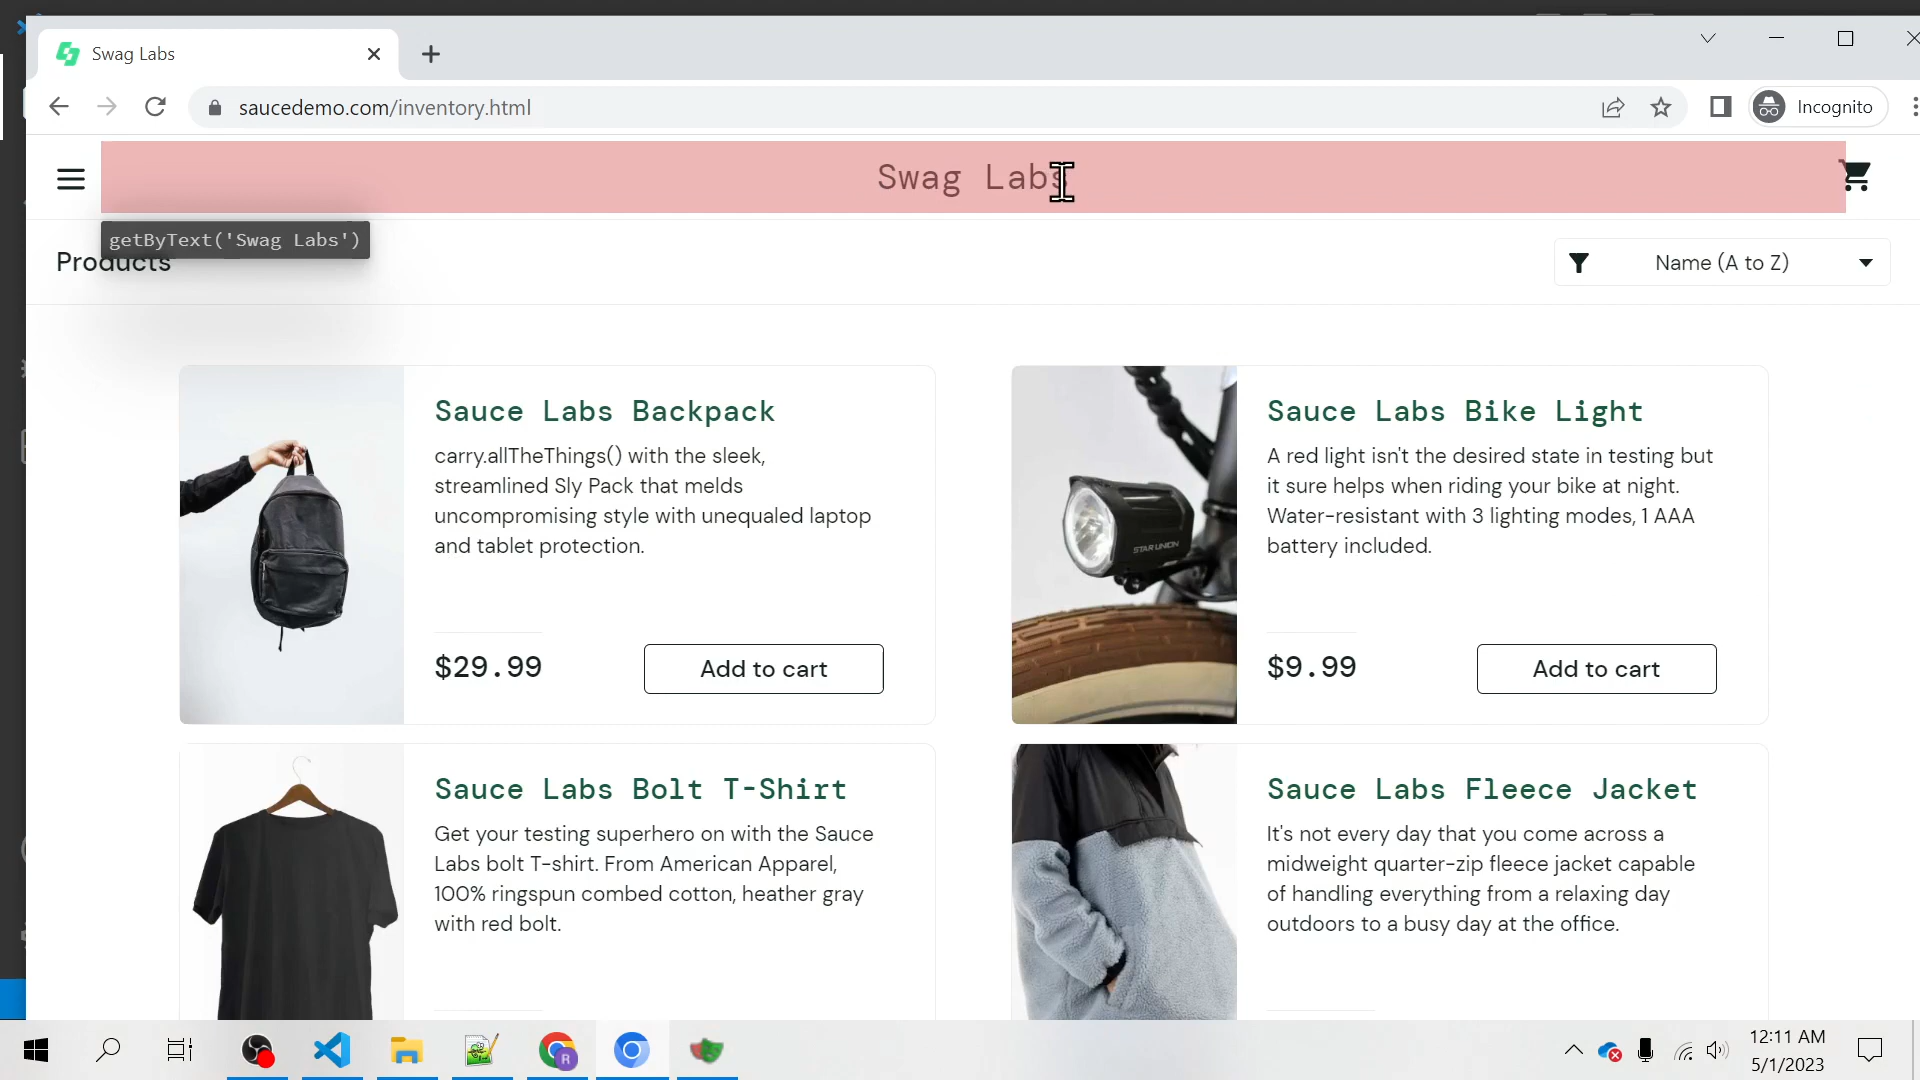 Swag Labs
saucedemo.com/inventory.html
Incognito
Swag Labs
getByText('Swag Labs')
Products
Name (A to Z)
Sauce Labs Backpack
carry.allTheThings() with the sleek,
streamlined Sly Pack that melds
uncompromising style with unequaled laptop
and tablet protection.
$29.99
Add to cart
Sauce Labs Bike Light
A red light isn't the desired state in testing but
it sure helps when riding your bike at night.
Water-resistant with 3 lighting modes, 1 AAA
battery included.
STAR UNION
$9.99
Add to cart
Sauce Labs Bolt T-Shirt
Get your testing superhero on with the Sauce
Labs bolt T-shirt. From American Apparel,
100% ringspun combed cotton, heather gray
with red bolt.
Sauce Labs Fleece Jacket
It's not every day that you come across a
midweight quarter-zip fleece jacket capable
of handling everything from a relaxing day
outdoors to a busy day at the office.
R
12:11 AM
5/1/2023